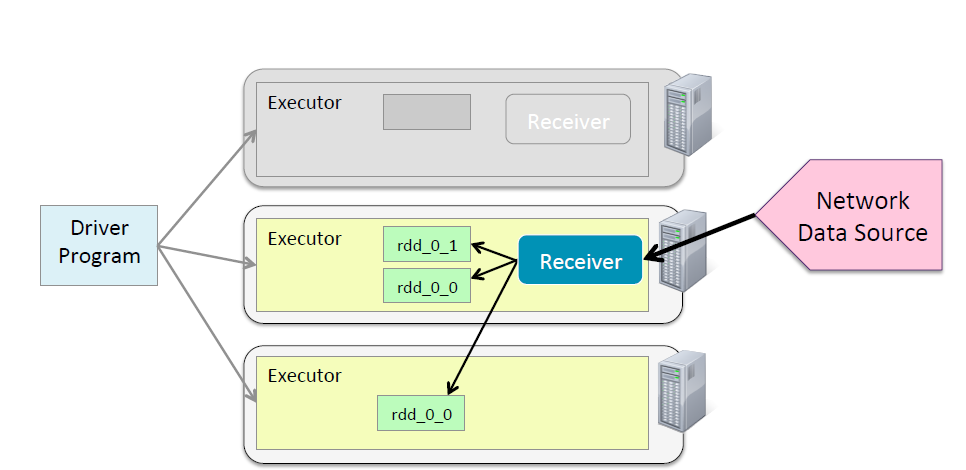 Executor
Receiver
Driver
Program
Executor
rdd_0_1
rdd_0_0
Receiver
Network
Data Source
Executor
rdd_0_0